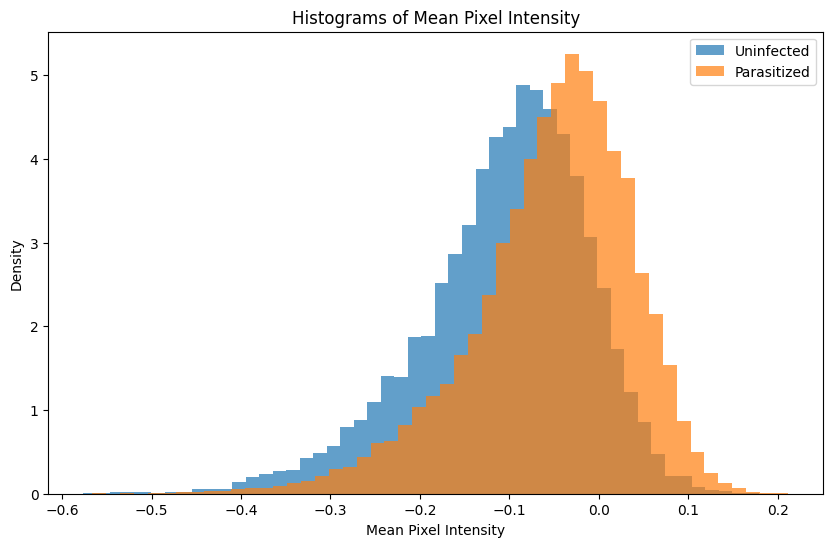 Histograms of Mean Pixel Intensity
Uninfected
Parasitized
Density
5
4
3
2
1
0
−0.6 −0.5 −0.4 −0.3 −0.2 −0.1 0.0 0.1 0.2
Mean Pixel Intensity